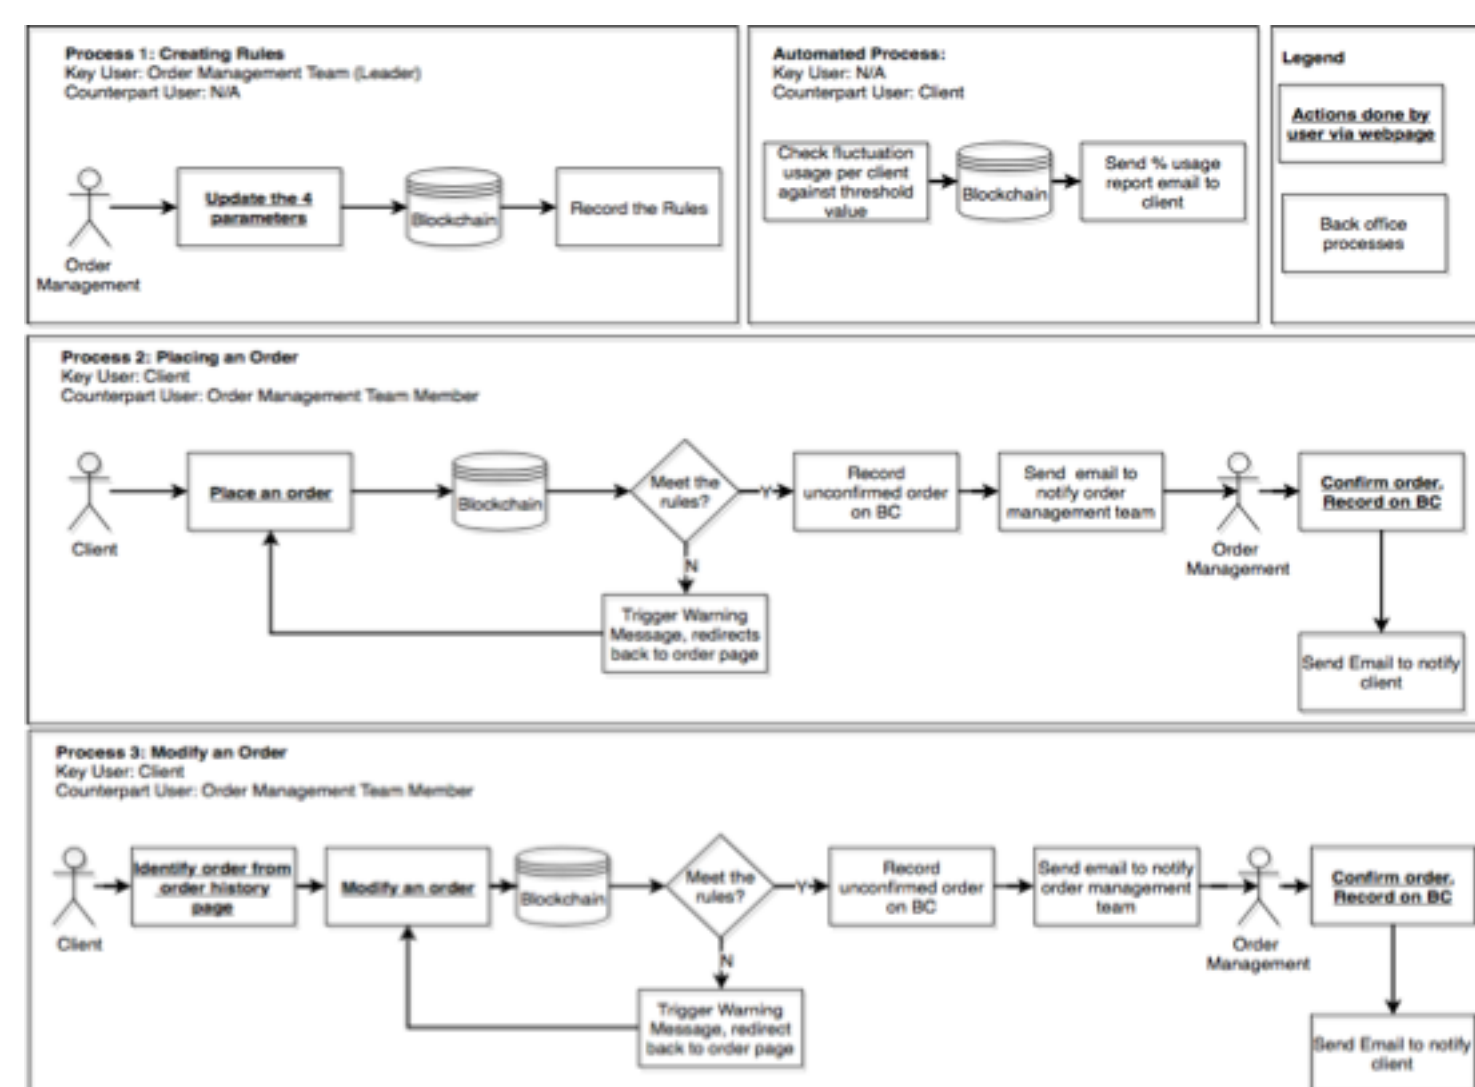 Process 1: Creating Rules
Key User: Order Management Team (Leader)
Counterpart User: N/A
Order
Management
Update the 4
parameters
Blockchain
Record the Rules
Automated Process:
Key User: N/A
Counterpart User: Client
Check fluctuation
usage per client
against threshold
value
Blockchain
Send % usage
report email to
client
Legend
Actions done by
user via webpage
Back office
processes
Process 2: Placing an Order
Key User: Client
Counterpart User: Order Management Team Member
Client
Place an order
Blockchain
Meet the
rules?
Y
N
Trigger Warning
Message, redirects
back to order page
Record
unconfirmed order
on BC
Send email to
notify order
management team
Order
Management
Confirm order.
Record on BC
Send Email to notify
client
Process 3: Modify an Order
Key User: Client
Counterpart User: Order Management Team Member
Client
Identify order from
order history
page
Modify an order
Blockchain
Meet the
rules?
Y
N
Trigger Warning
Message, redirect
back to order page
Record
unconfirmed order
on BC
Send email to notify
order management
team
Order
Management
Confirm order.
Record on BC
Send Email to notify
client